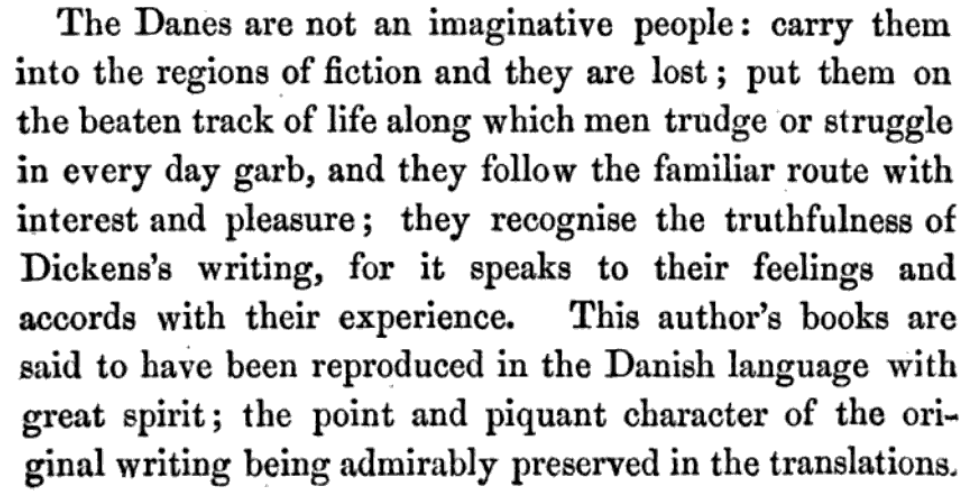 The Danes are not an imaginative people: carry them
into the regions of fiction and they are lost; put them on
the beaten track of life along which men trudge or struggle
in every day garb, and they follow the familiar route with
interest and pleasure; they recognise the truthfulness of
Dickens's writing, for it speaks to their feelings and
accords with their experience. This author's books are
said to have been reproduced in the Danish language with
great spirit; the point and piquant character of the ori-
ginal writing being admirably preserved in the translations.